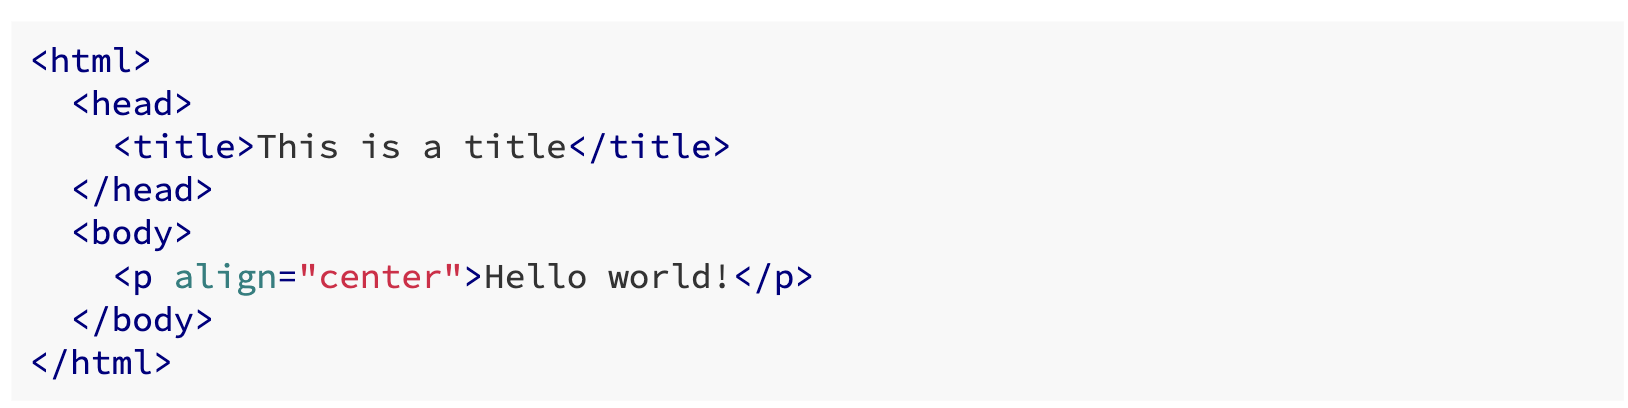 <html>
  <head>
    <title>This is a title</title>
  </head>
  <body>
    <p align="center">Hello world!</p>
  </body>
</html>